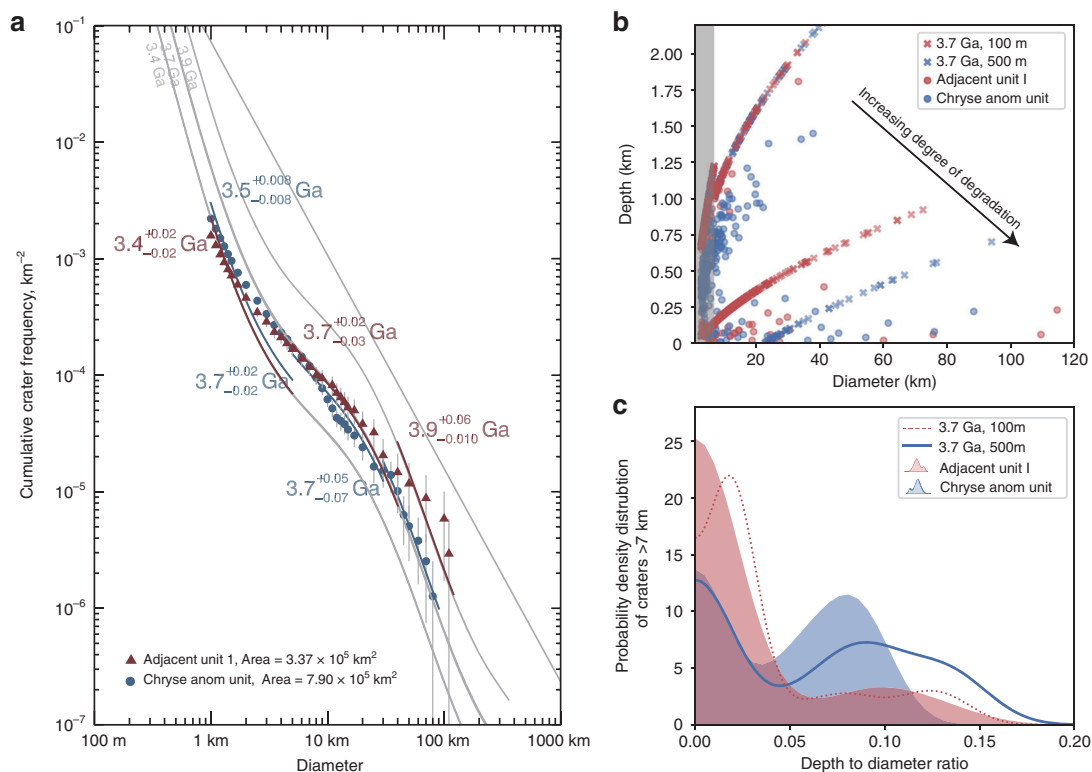 a
Cumulative crater frequency, km⁻²
10⁻¹
10⁻²
10⁻³
10⁻⁴
10⁻⁵
10⁻⁶
10⁻⁷
3.4 Ga
3.7 Ga
3.9 Ga
3.5 +0.008 −0.008 Ga
3.4 +0.02 −0.02 Ga
3.7 +0.02 −0.03 Ga
3.7 +0.02 −0.02 Ga
3.9 +0.06 −0.010 Ga
3.7 +0.05 −0.07 Ga
Adjacent unit 1, Area = 3.37 × 10⁵ km²
Chryse anom unit, Area = 7.90 × 10⁵ km²
100 m 1 km 10 km 100 km 1000 km
Diameter
b
Depth (km)
2.00
1.75
1.50
1.25
1.00
0.75
0.50
0.25
0
3.7 Ga, 100 m
3.7 Ga, 500 m
Adjacent unit I
Chryse anom unit
Increasing degree of degradation
20 40 60 80 100 120
Diameter (km)
c
Probability density distrubtion
of craters >7 km
25
20
15
10
5
0
3.7 Ga, 100m
3.7 Ga, 500m
Adjacent unit I
Chryse anom unit
0.00 0.05 0.10 0.15 0.20
Depth to diameter ratio